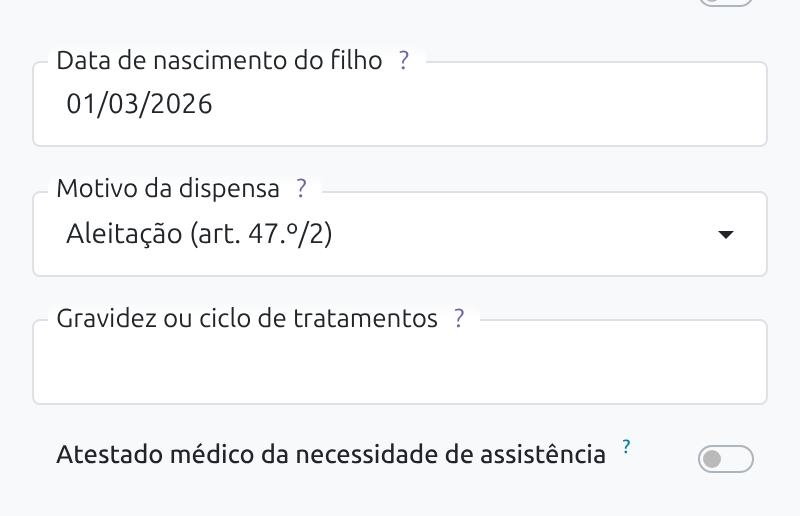 Data de nascimento do filho ?
01/03/2026
Motivo da dispensa ?
Aleitação (art. 47.º/2)
Gravidez ou ciclo de tratamentos ?
Atestado médico da necessidade de assistência ?